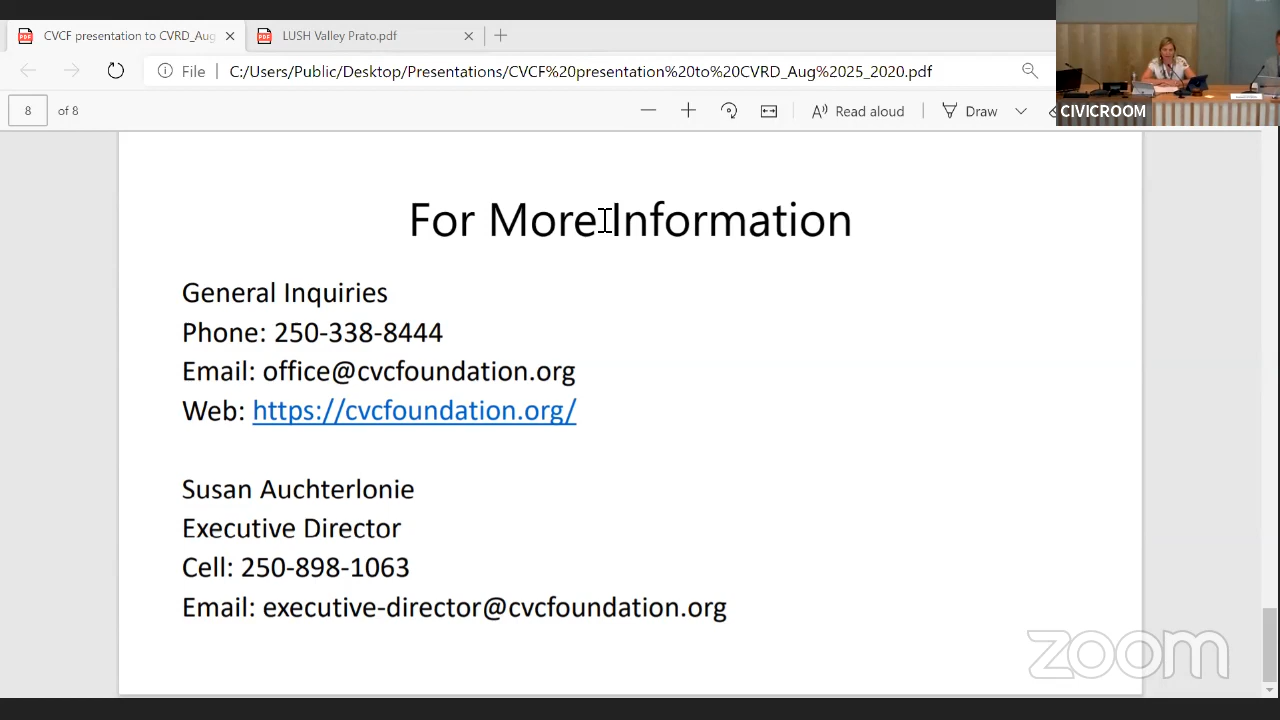 CVCF presentation to CVRD_Aug
LUSH Valley Prato.pdf
File
C:/Users/Public/Desktop/Presentations/CVCF%20presentation%20to%20CVRD_Aug%2025_2020.pdf
8 of 8
Read aloud
Draw
CIVICROOM
For More Information
General Inquiries
Phone: 250-338-8444
Email: office@cvcfoundation.org
Web: https://cvcfoundation.org/
Susan Auchterlonie
Executive Director
Cell: 250-898-1063
Email: executive-director@cvcfoundation.org
zoom